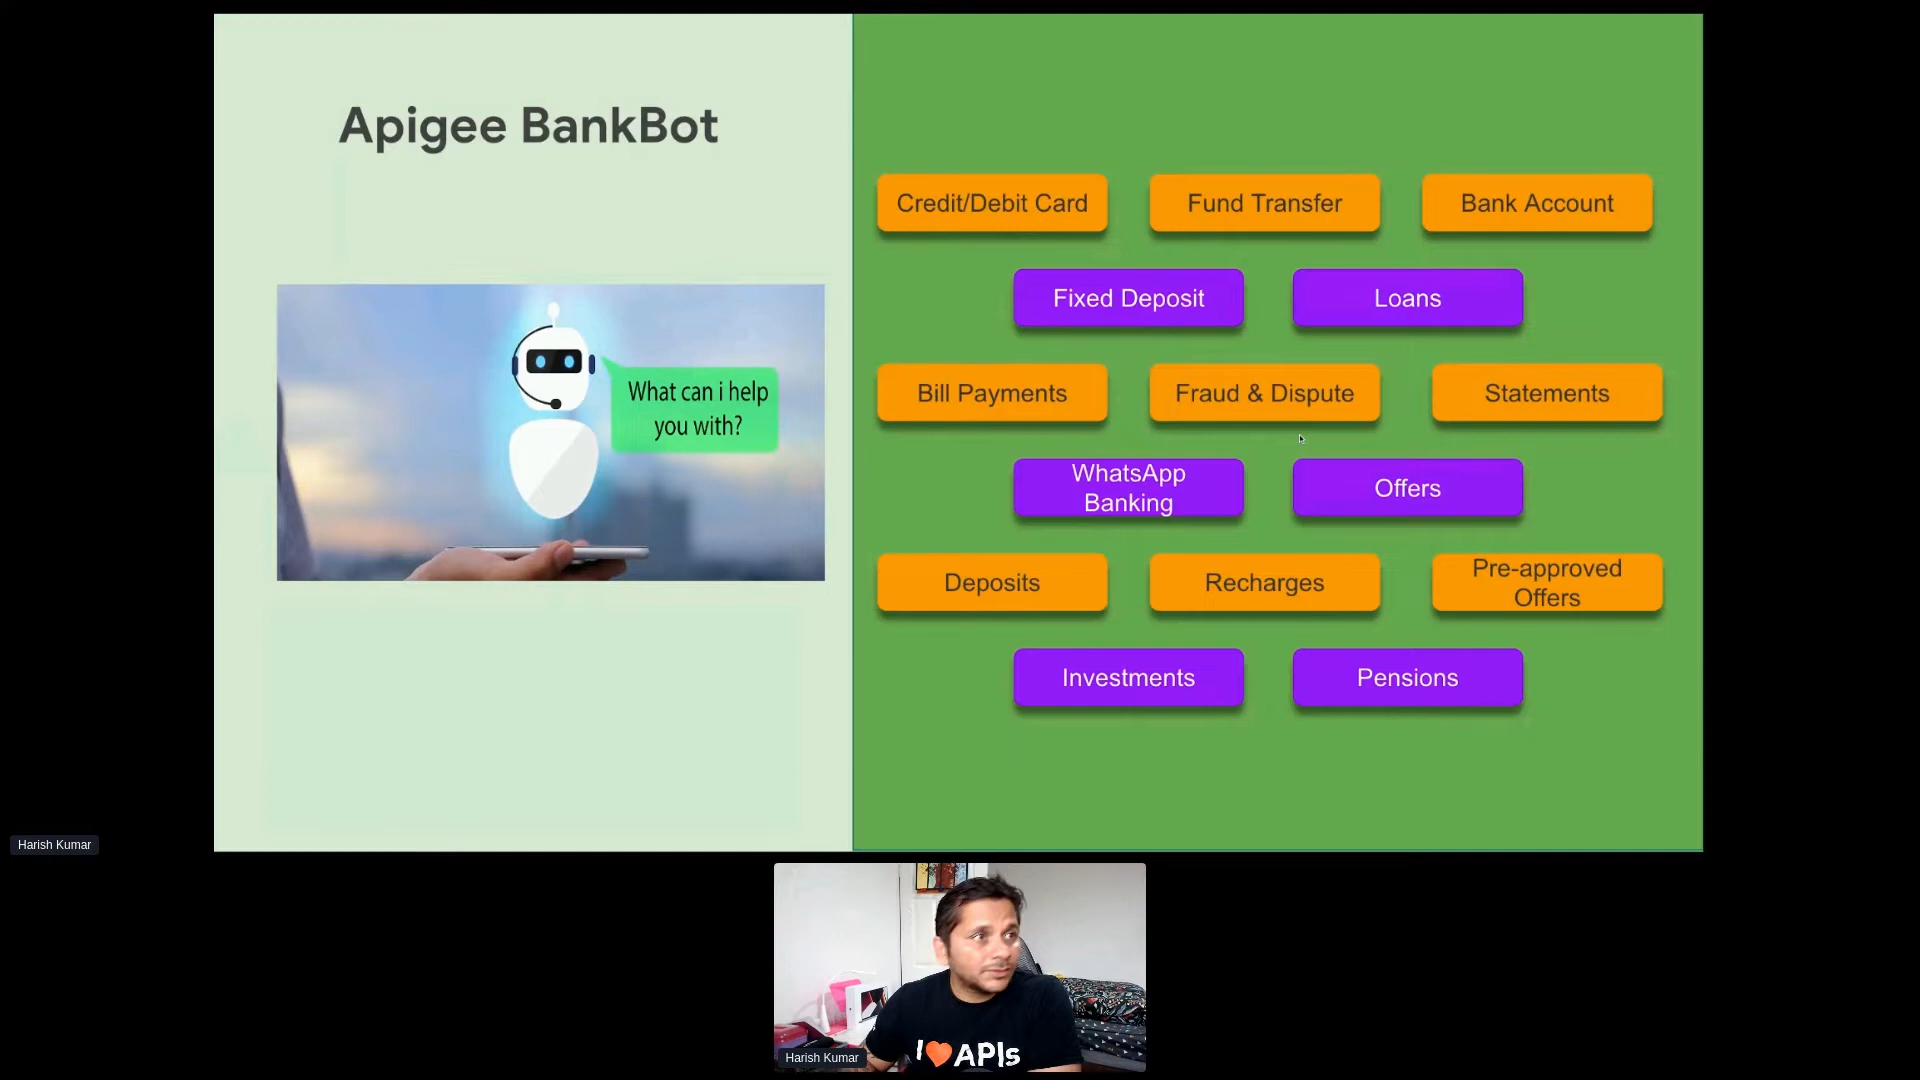 Apigee BankBot
What can i help
you with?
Credit/Debit Card
Fund Transfer
Bank Account
Fixed Deposit
Loans
Bill Payments
Fraud & Dispute
Statements
WhatsApp
Banking
Offers
Deposits
Recharges
Pre-approved
Offers
Investments
Pensions
Harish Kumar
I APIs
Harish Kumar